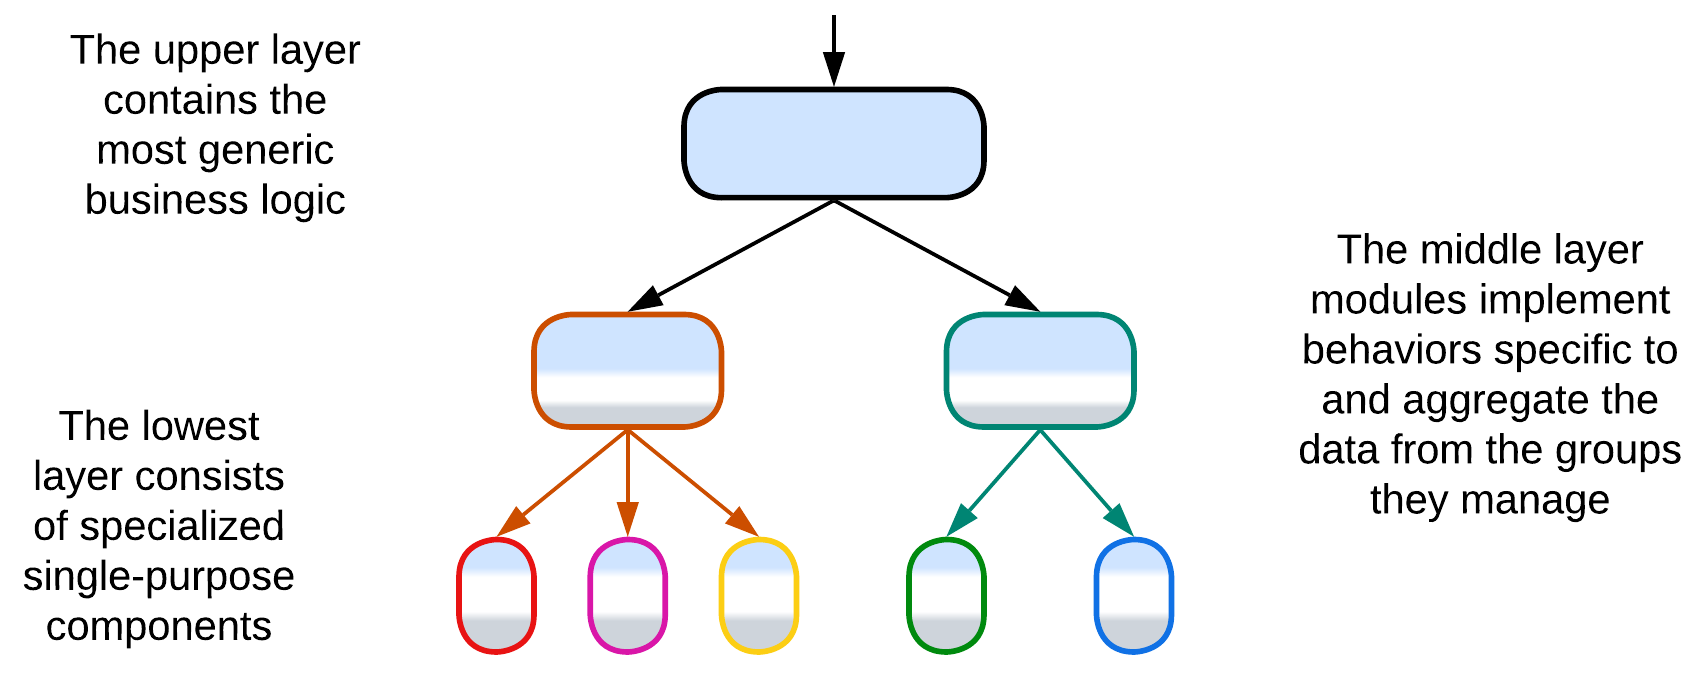 The upper layer
contains the
most generic
business logic
The middle layer
modules implement
behaviors specific to
and aggregate the
data from the groups
they manage
The lowest
layer consists
of specialized
single-purpose
components